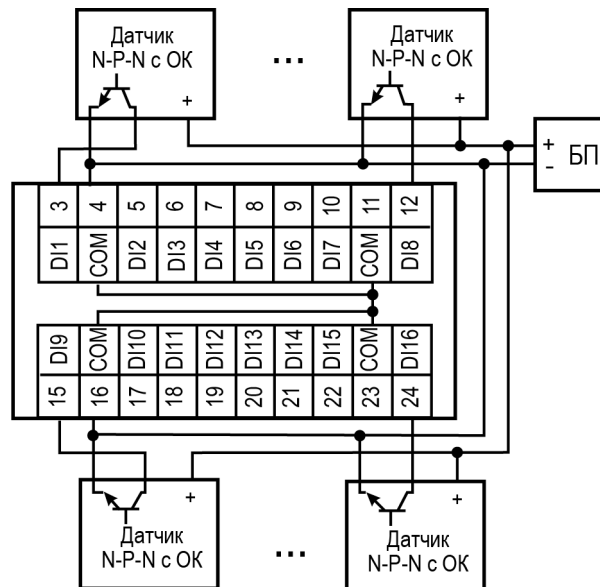 Датчик
N-P-N с ОК
+
...
Датчик
N-P-N с ОК
+
+
-
БП
3 4 5 6 7 8 9 10 11 12
DI1 COM DI2 DI3 DI4 DI5 DI6 DI7 COM DI8
DI9 COM DI10 DI11 DI12 DI13 DI14 DI15 COM DI16
15 16 17 18 19 20 21 22 23 24
+
Датчик
N-P-N с ОК
...
+
Датчик
N-P-N с ОК